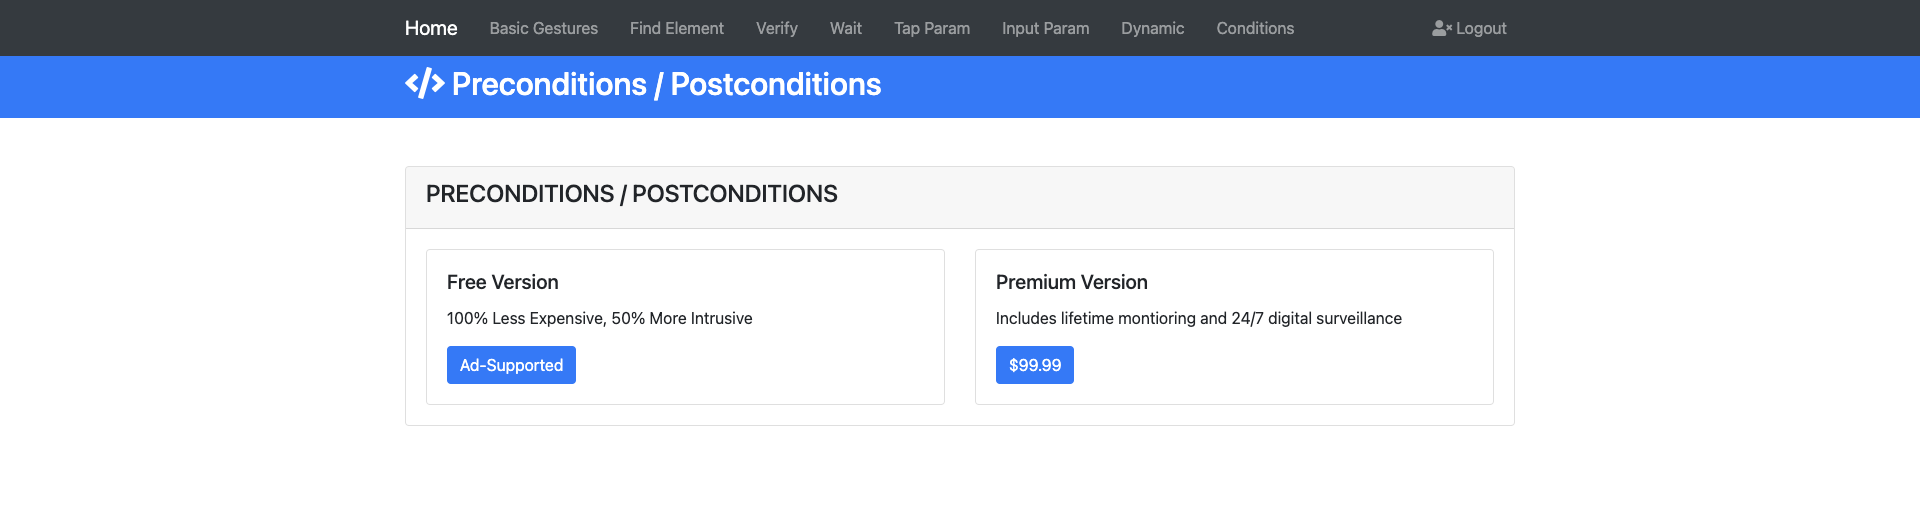 Home Basic Gestures Find Element Verify Wait Tap Param Input Param Dynamic Conditions Logout
Preconditions / Postconditions
PRECONDITIONS / POSTCONDITIONS
Free Version
100% Less Expensive, 50% More Intrusive
Ad-Supported
Premium Version
Includes lifetime montioring and 24/7 digital surveillance
$99.99